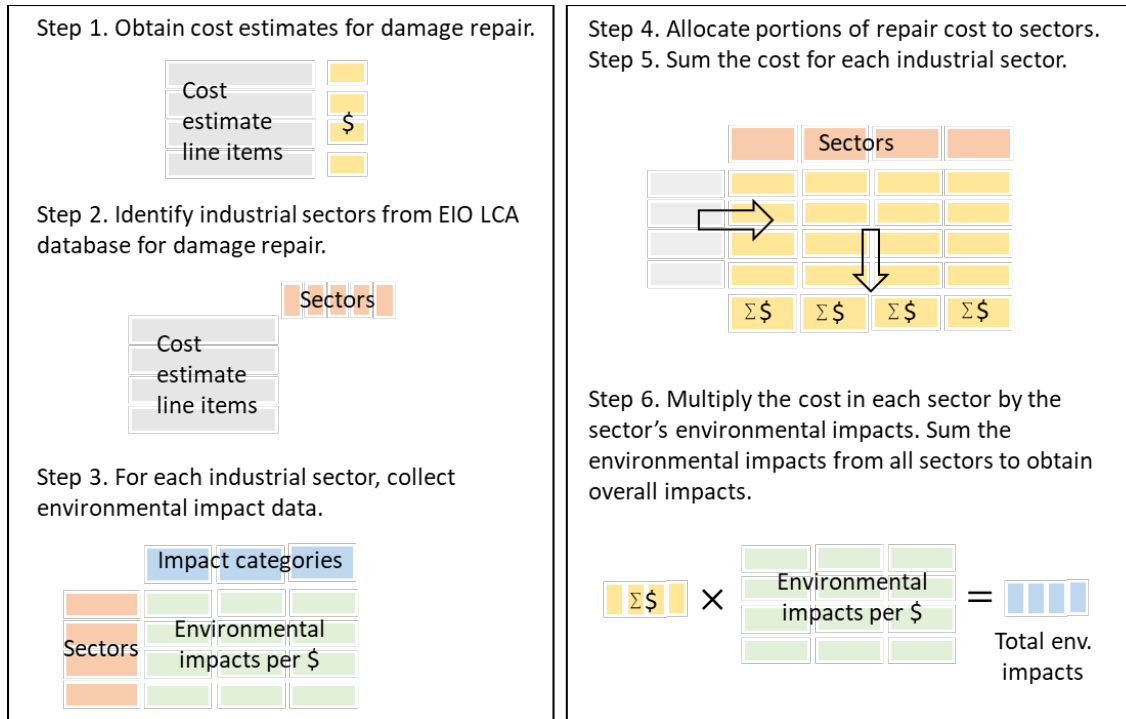 Step 1. Obtain cost estimates for damage repair.
Cost
estimate
line items
$
Step 2. Identify industrial sectors from EIO LCA
database for damage repair.
Sectors
Cost
estimate
line items
Step 3. For each industrial sector, collect
environmental impact data.
Impact categories
Sectors
Environmental
impacts per $
Step 4. Allocate portions of repair cost to sectors.
Step 5. Sum the cost for each industrial sector.
Sectors
Σ$ Σ$ Σ$ Σ$
Step 6. Multiply the cost in each sector by the
sector’s environmental impacts. Sum the
environmental impacts from all sectors to obtain
overall impacts.
Σ$ × Environmental
impacts per $ =
Total env.
impacts